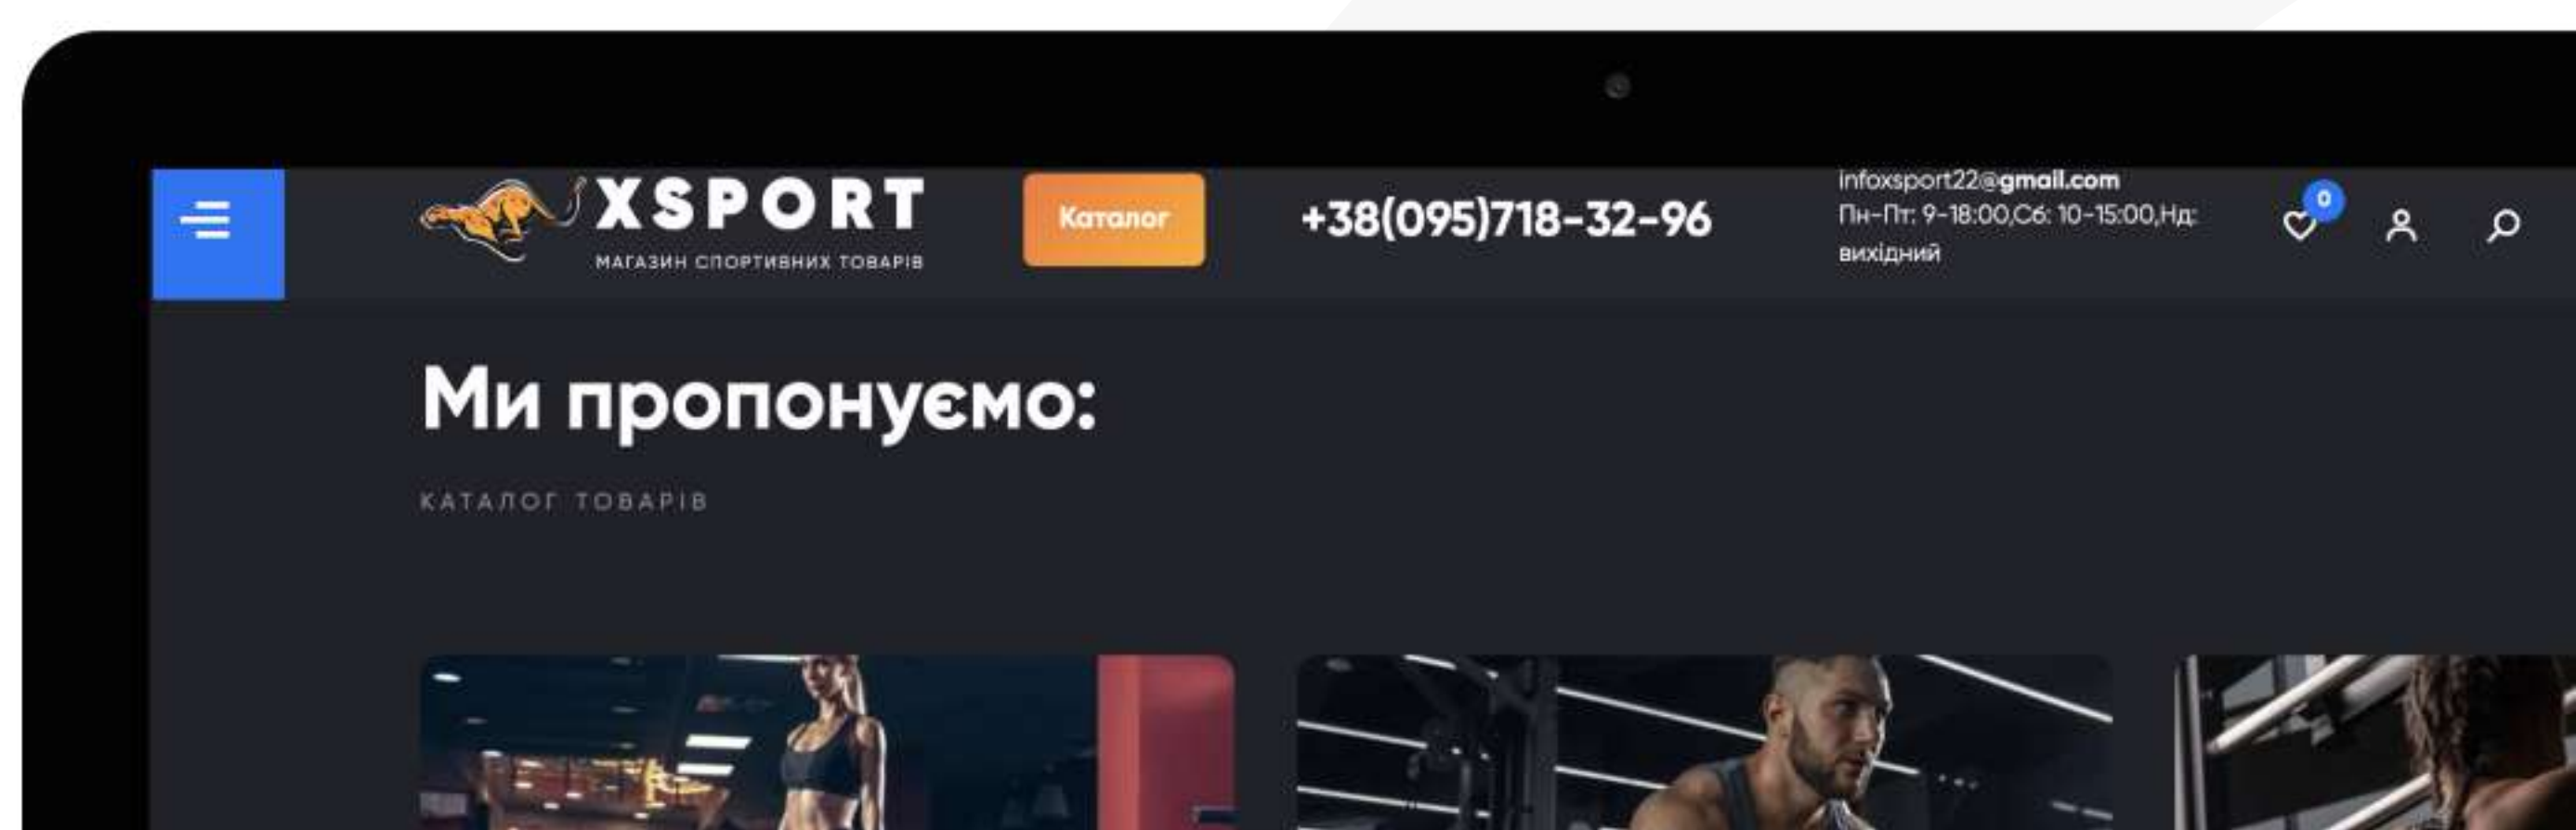 XSPORT
МАГАЗИН СПОРТИВНИХ ТОВАРІВ
Каталог
+38(095)718-32-96
infoxsport22@gmail.com
Пн-Пт: 9-18:00,Сб: 10-15:00,Нд:
вихідний
0
Ми пропонуємо:
КАТАЛОГ ТОВАРІВ